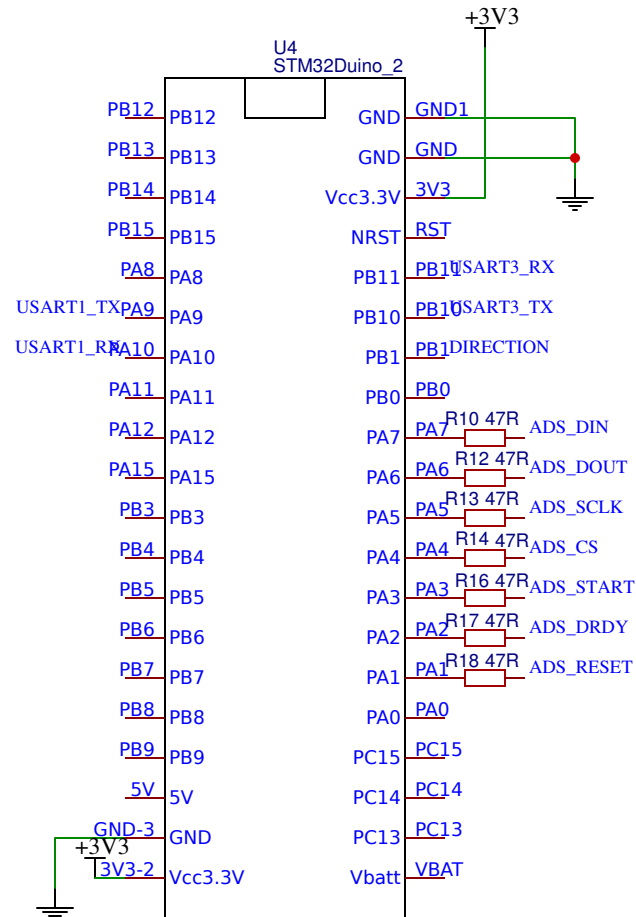 +3V3
U4
STM32Duino_2
PB12 PB12 GND GND1
PB13 PB13 GND GND
PB14 PB14 Vcc3.3V 3V3
PB15 PB15 NRST RST
PA8 PA8 PB11 PB11 USART3_RX
USART1_TX PA9 PA9 PB10 PB10 USART3_TX
USART1_RX PA10 PA10 PB1 PB1 DIRECTION
PA11 PA11 PB0 PB0
PA12 PA12 PA7 PA7 R10 47R ADS_DIN
PA15 PA15 PA6 PA6 R12 47R ADS_DOUT
PB3 PB3 PA5 PA5 R13 47R ADS_SCLK
PB4 PB4 PA4 PA4 R14 47R ADS_CS
PB5 PB5 PA3 PA3 R16 47R ADS_START
PB6 PB6 PA2 PA2 R17 47R ADS_DRDY
PB7 PB7 PA1 PA1 R18 47R ADS_RESET
PB8 PB8 PA0 PA0
PB9 PB9 PC15 PC15
5V 5V PC14 PC14
GND-3 GND PC13 PC13
+3V3
3V3-2 Vcc3.3V Vbatt VBAT